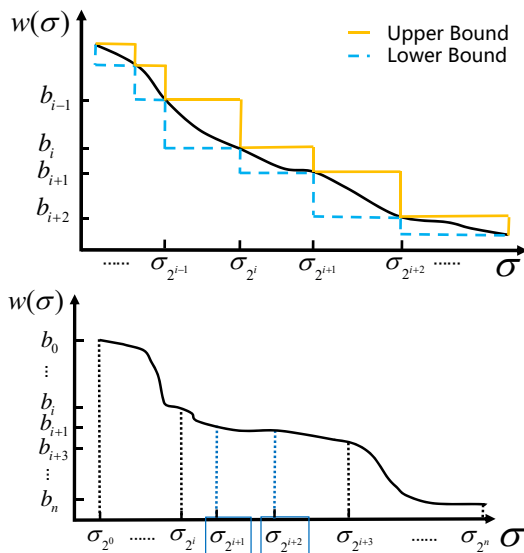 w(σ)
Upper Bound
Lower Bound
b_{i-1}
b_i
b_{i+1}
b_{i+2}
...... σ_{2^{i-1}} σ_{2^i} σ_{2^{i+1}} σ_{2^{i+2}} ...... σ
w(σ)
b_0
...
b_i
b_{i+1}
b_{i+3}
...
b_n
σ_{2^0} ...... σ_{2^i} σ_{2^{i+1}} σ_{2^{i+2}} σ_{2^{i+3}} ...... σ_{2^n} σ